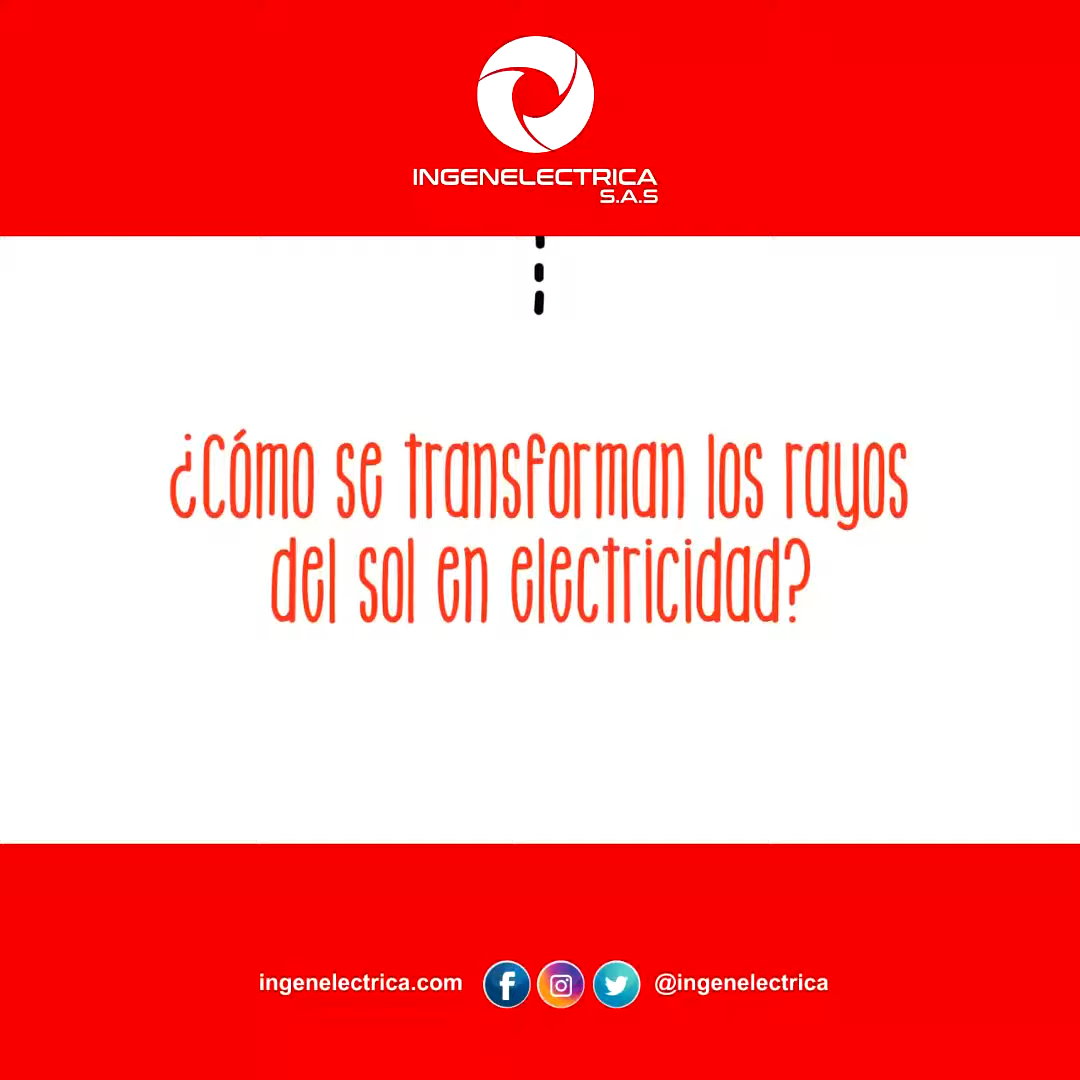 INGENELECTRICA
S.A.S
¿Cómo se transforman los rayos
del sol en electricidad?
ingenelectrica.com @ingenelectrica